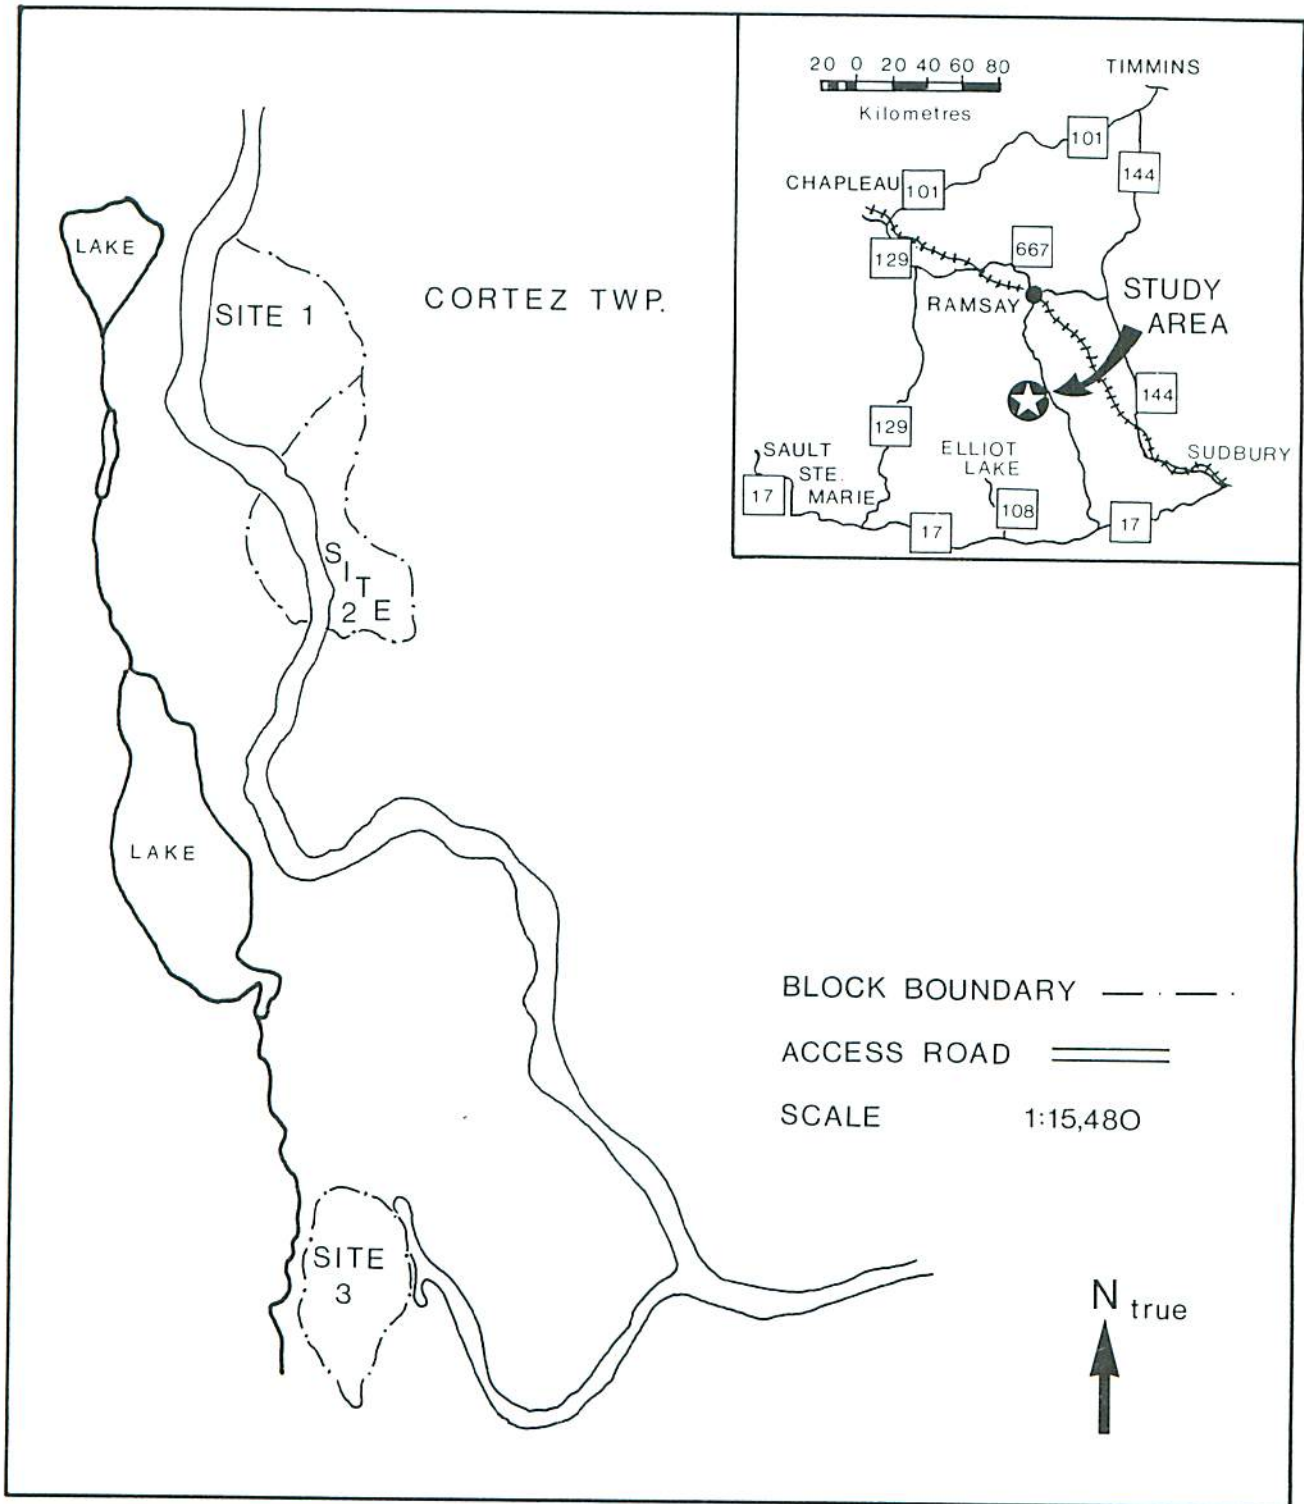 20 0 20 40 60 80
Kilometres
TIMMINS
101
144
CHAPLEAU
101
129
667
RAMSAY
STUDY
AREA
144
129
SAULT
STE.
MARIE
17
ELLIOT
LAKE
108
SUDBURY
17
17
LAKE
SITE 1
CORTEZ TWP.
SITE
2
LAKE
BLOCK BOUNDARY
ACCESS ROAD
SCALE 1:15,480
SITE
3
N true